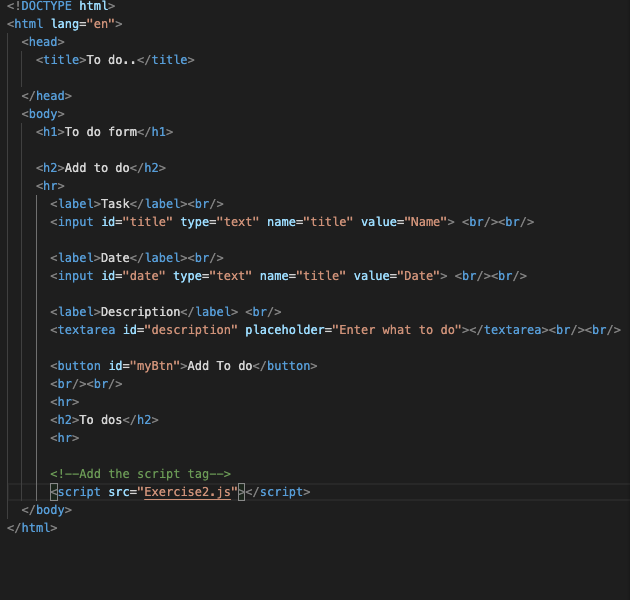 <!DOCTYPE html>
<html lang="en">
<head>
<title>To do..</title>
</head>
<body>
<h1>To do form</h1>
<h2>Add to do</h2>
<hr>
<label>Task</label><br/>
<input id="title" type="text" name="title" value="Name"> <br/><br/>
<label>Date</label><br/>
<input id="date" type="text" name="title" value="Date"> <br/><br/>
<label>Description</label> <br/>
<textarea id="description" placeholder="Enter what to do"></textarea><br/><br/>
<button id="myBtn">Add To do</button>
<br/><br/>
<hr>
<h2>To dos</h2>
<hr>
<!--Add the script tag-->
<script src="Exercise2.js"></script>
</body>
</html>